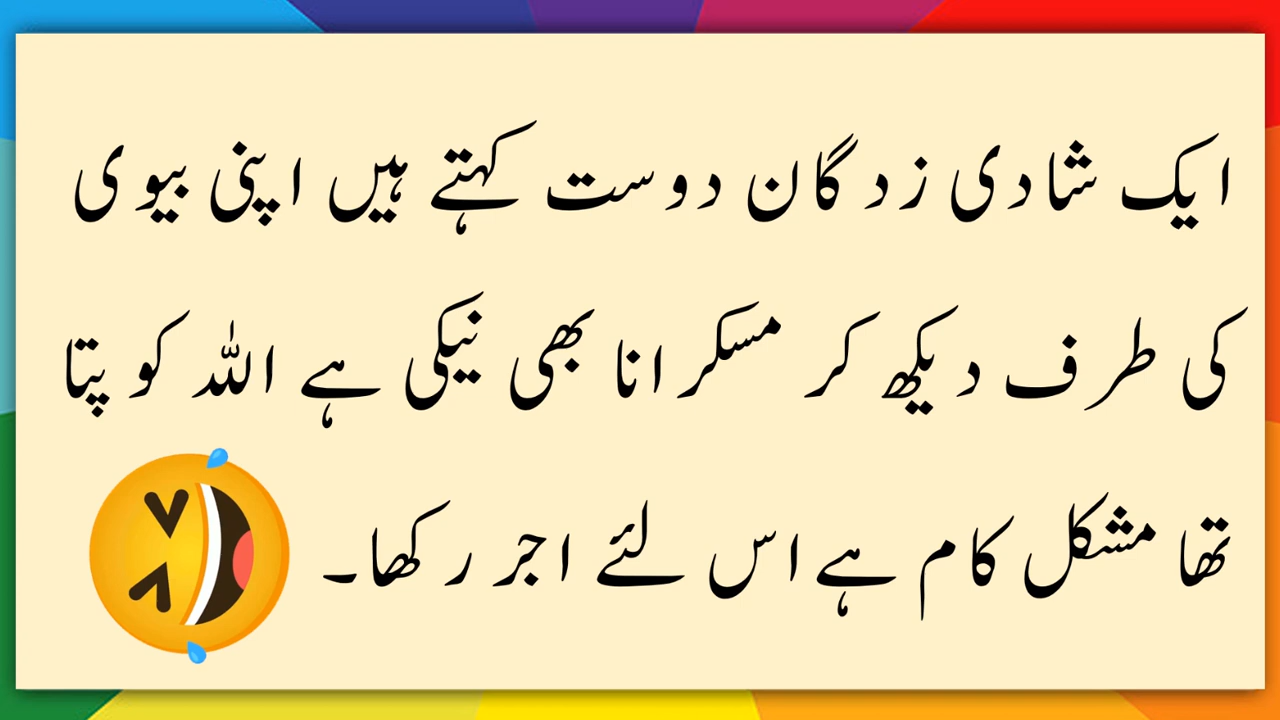 ایک شادی زدگان دوست کہتے ہیں اپنی بیوی
کی طرف دیکھ کر مسکرانا بھی نیکی ہے اللہ کو پتا
تھا مشکل کام ہے اس لئے اجر رکھا۔